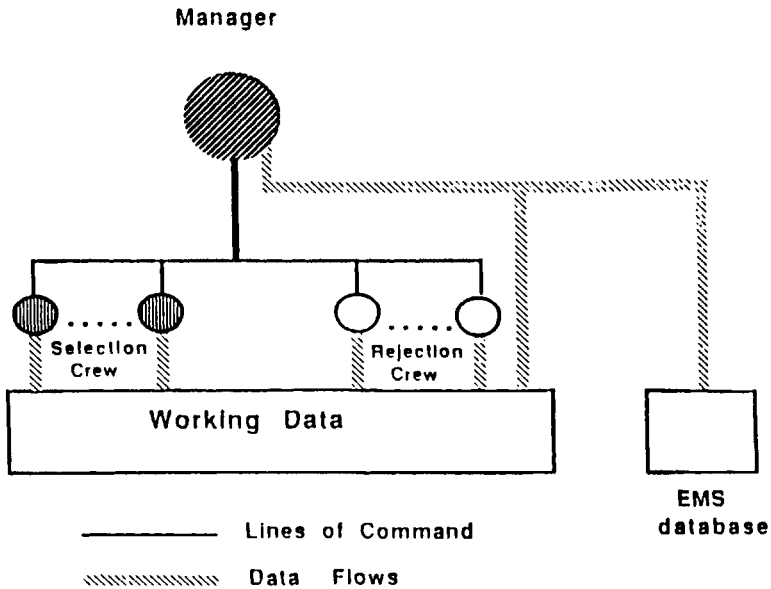 Manager
Selection
Crew
Rejection
Crew
Working Data
EMS
database
Lines of Command
Data Flows